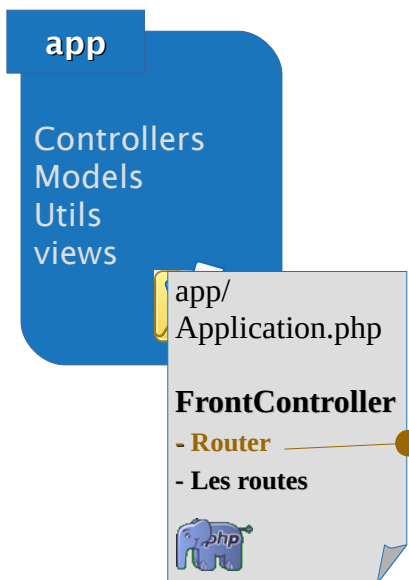 app
Controllers
Models
Utils
views
app/
Application.php
FrontController
- Router
- Les routes
php